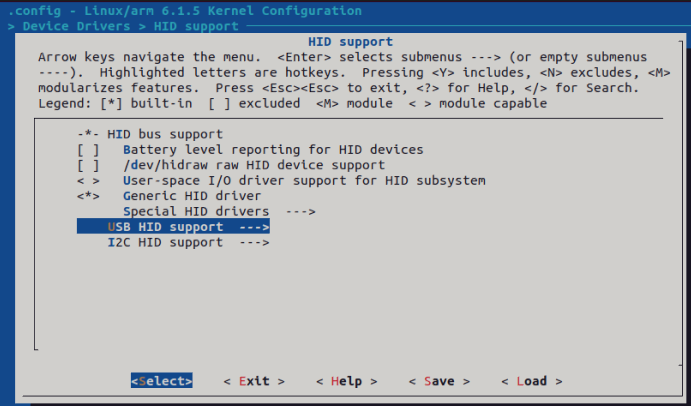 .config - Linux/arm 6.1.5 Kernel Configuration
> Device Drivers > HID support
HID support
Arrow keys navigate the menu.  <Enter> selects submenus ---> (or empty submenus
----).  Highlighted letters are hotkeys.  Pressing <Y> includes, <N> excludes, <M>
modularizes features.  Press <Esc><Esc> to exit, <?> for Help, </> for Search.
Legend: [*] built-in  [ ] excluded  <M> module  < > module capable
-*- HID bus support
[ ]   Battery level reporting for HID devices
[ ]   /dev/hidraw raw HID device support
< >   User-space I/O driver support for HID subsystem
<*>   Generic HID driver
Special HID drivers  --->
USB HID support  --->
I2C HID support  --->
<Select>    < Exit >    < Help >    < Save >    < Load >